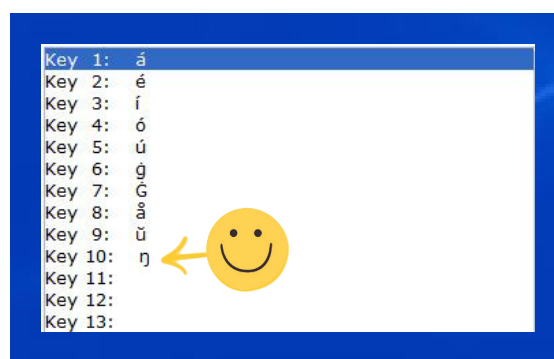 Key 1: á
Key 2: é
Key 3: í
Key 4: ó
Key 5: ú
Key 6: ġ
Key 7: Ġ
Key 8: å
Key 9: ŭ
Key 10: ŋ
Key 11:
Key 12:
Key 13: